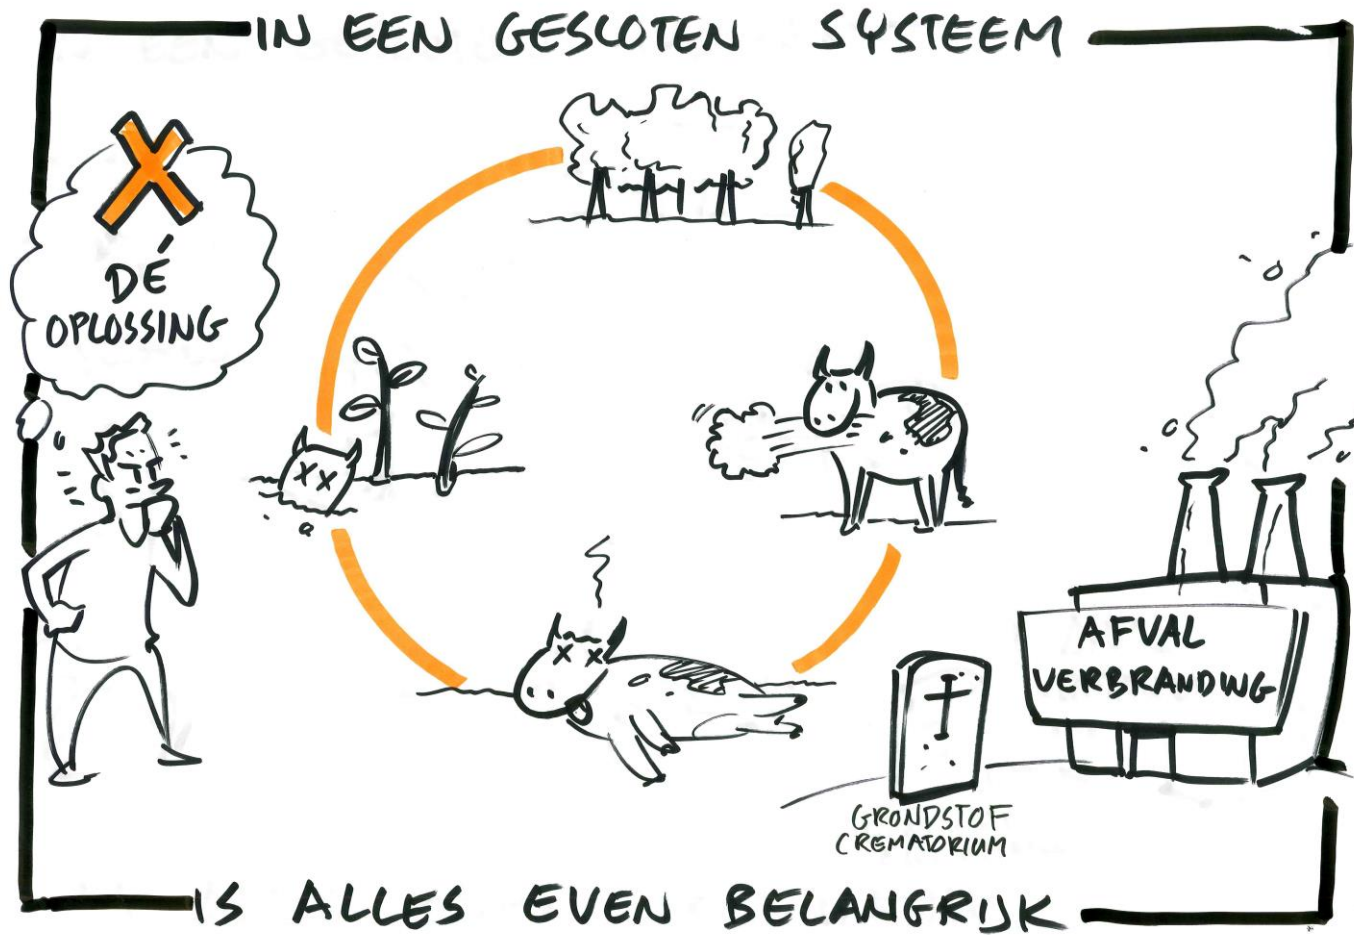 IN EEN GESLOTEN SYSTEEM
DÉ
OPLOSSING
AFVAL
VERBRANDING
GRONDSTOF
CREMATORIUM
IS ALLES EVEN BELANGRIJK